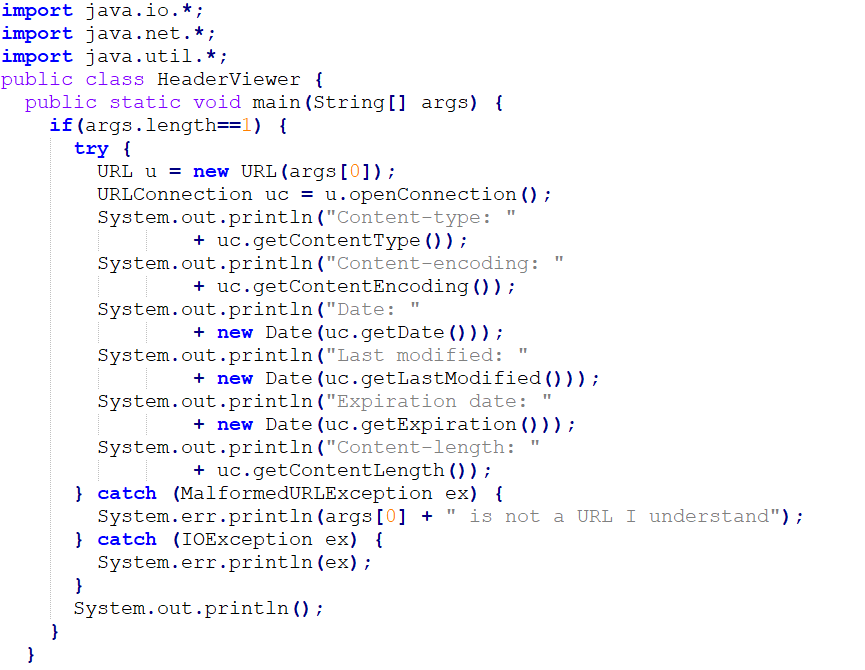 import java.io.*;
import java.net.*;
import java.util.*;
public class HeaderViewer {
  public static void main(String[] args) {
    if(args.length==1) {
      try {
        URL u = new URL(args[0]);
        URLConnection uc = u.openConnection();
        System.out.println("Content-type: "
                + uc.getContentType());
        System.out.println("Content-encoding: "
                + uc.getContentEncoding());
        System.out.println("Date: "
                + new Date(uc.getDate()));
        System.out.println("Last modified: "
                + new Date(uc.getLastModified()));
        System.out.println("Expiration date: "
                + new Date(uc.getExpiration()));
        System.out.println("Content-length: "
                + uc.getContentLength());
      } catch (MalformedURLException ex) {
        System.err.println(args[0] + " is not a URL I understand");
      } catch (IOException ex) {
        System.err.println(ex);
      }
      System.out.println();
    }
  }